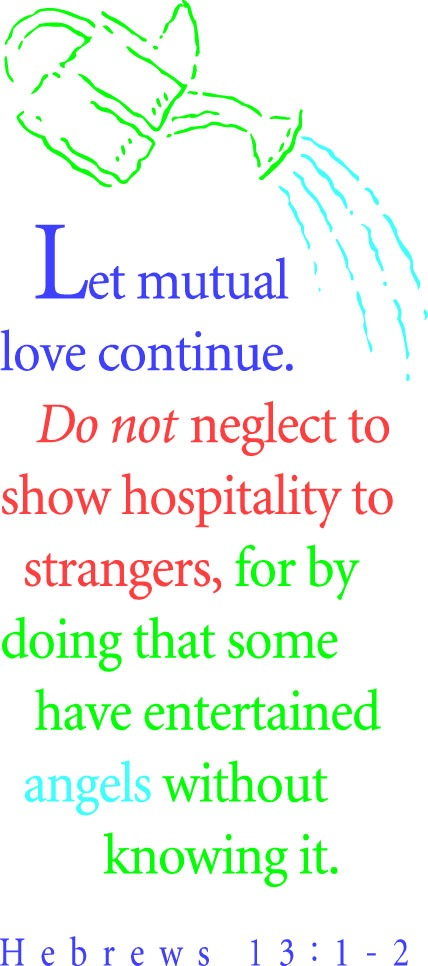 Let mutual
love continue.
Do not neglect to
show hospitality to
strangers, for by
doing that some
have entertained
angels without
knowing it.
Hebrews 13:1-2